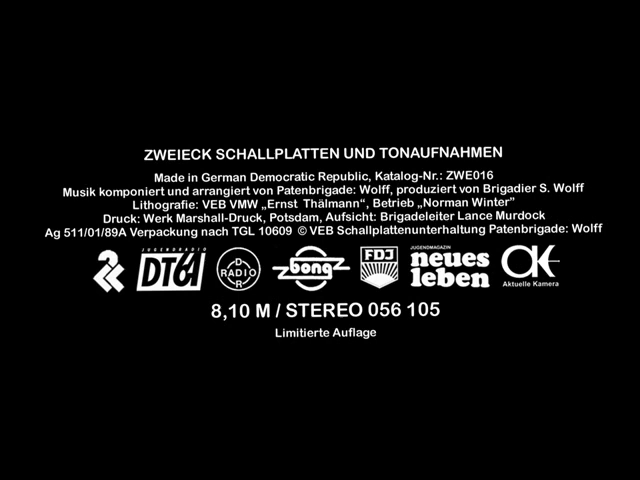 ZWEIECK SCHALLPLATTEN UND TONAUFNAHMEN
Made in German Democratic Republic, Katalog-Nr.: ZWE016
Musik komponiert und arrangiert von Patenbrigade: Wolff, produziert von Brigadier S. Wolff
Lithografie: VEB VMW „Ernst Thälmann“, Betrieb „Norman Winter”
Druck: Werk Marshall-Druck, Potsdam, Aufsicht: Brigadeleiter Lance Murdock
Ag 511/01/89A Verpackung nach TGL 10609 © VEB Schallplattenunterhaltung Patenbrigade: Wolff
JUGENDRADIO
DT64
RADIO
DDR
bong
FDJ
JUGENDMAGAZIN
neues
leben
AK
Aktuelle Kamera
8,10 M / STEREO 056 105
Limitierte Auflage